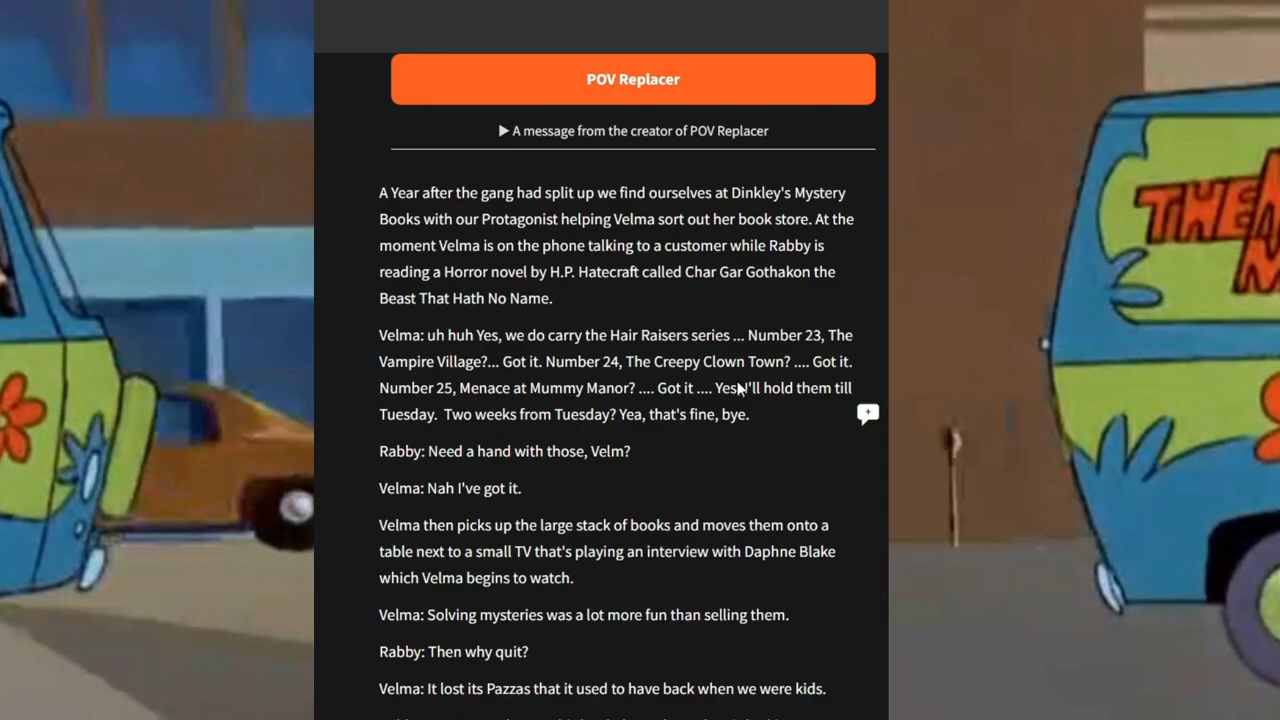 POV Replacer
▶ A message from the creator of POV Replacer
A Year after the gang had split up we find ourselves at Dinkley's Mystery
Books with our Protagonist helping Velma sort out her book store. At the
moment Velma is on the phone talking to a customer while Rabby is
reading a Horror novel by H.P. Hatecraft called Char Gar Gothakon the
Beast That Hath No Name.
Velma: uh huh Yes, we do carry the Hair Raisers series ... Number 23, The
Vampire Village?... Got it. Number 24, The Creepy Clown Town? .... Got it.
Number 25, Menace at Mummy Manor? .... Got it .... Yes I'll hold them till
Tuesday.  Two weeks from Tuesday? Yea, that's fine, bye.
Rabby: Need a hand with those, Velm?
Velma: Nah I've got it.
Velma then picks up the large stack of books and moves them onto a
table next to a small TV that's playing an interview with Daphne Blake
which Velma begins to watch.
Velma: Solving mysteries was a lot more fun than selling them.
Rabby: Then why quit?
Velma: It lost its Pazzas that it used to have back when we were kids.
THE